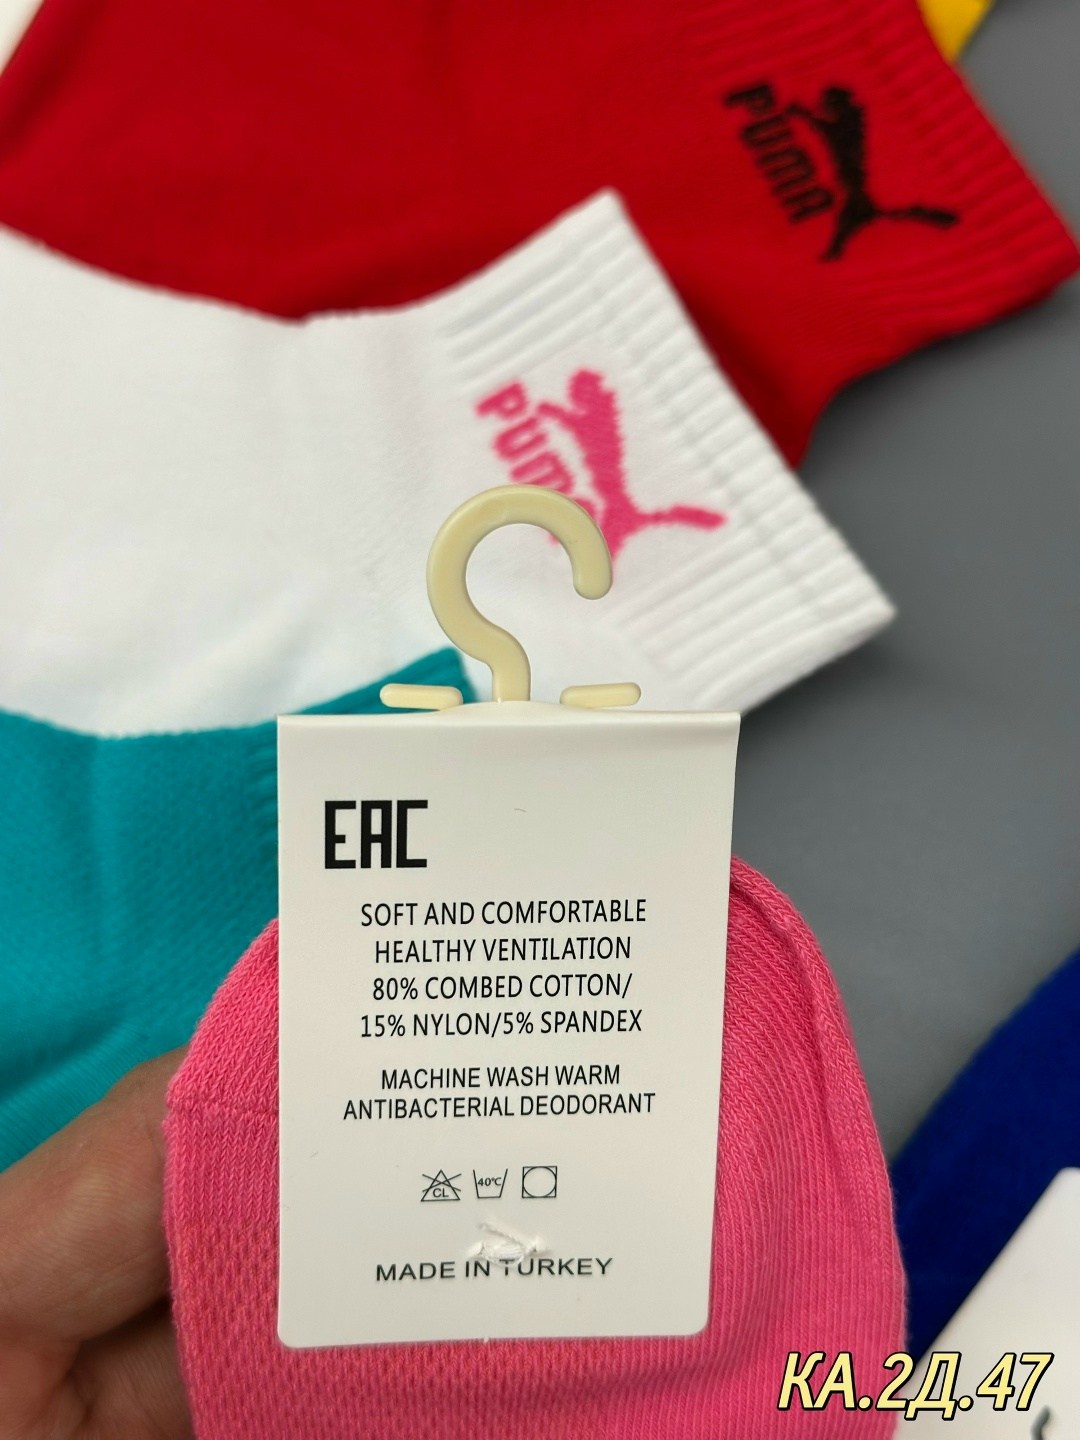 PUMA
PUMA
EAC
SOFT AND COMFORTABLE
HEALTHY VENTILATION
80% COMBED COTTON/
15% NYLON/5% SPANDEX
MACHINE WASH WARM
ANTIBACTERIAL DEODORANT
CL 40°C
MADE IN TURKEY
КА.2Д.47